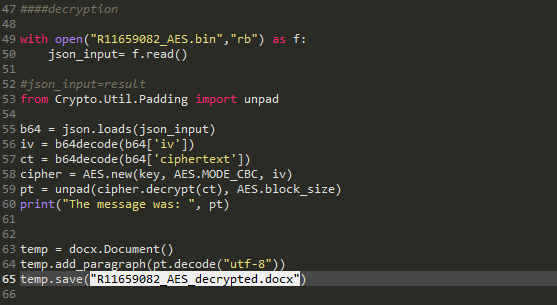 47 ####decryption
48
49 with open("R11659082_AES.bin","rb") as f:
50     json_input= f.read()
51
52 #json_input=result
53 from Crypto.Util.Padding import unpad
54
55 b64 = json.loads(json_input)
56 iv = b64decode(b64['iv'])
57 ct = b64decode(b64['ciphertext'])
58 cipher = AES.new(key, AES.MODE_CBC, iv)
59 pt = unpad(cipher.decrypt(ct), AES.block_size)
60 print("The message was: ", pt)
61
62
63 temp = docx.Document()
64 temp.add_paragraph(pt.decode("utf-8"))
65 temp.save("R11659082_AES_decrypted.docx")
66